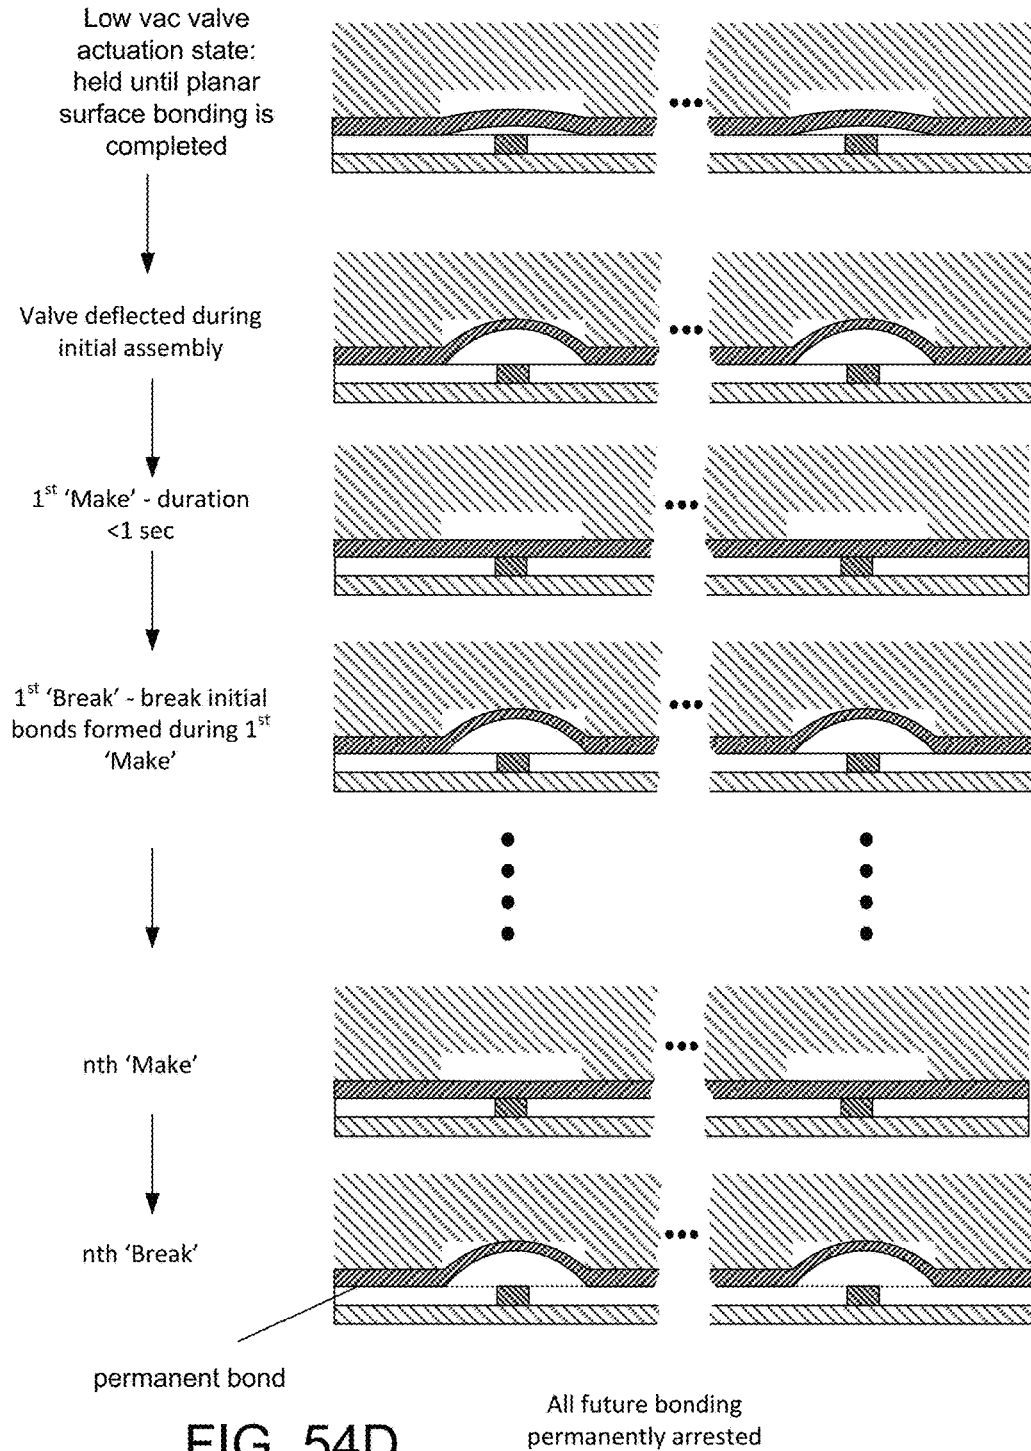 Low vac valve
actuation state:
held until planar
surface bonding is
completed
Valve deflected during
initial assembly
1st 'Make' - duration
<1 sec
1st 'Break' - break initial
bonds formed during 1st
'Make'
nth 'Make'
nth 'Break'
permanent bond
FIG. 54D
All future bonding
permanently arrested